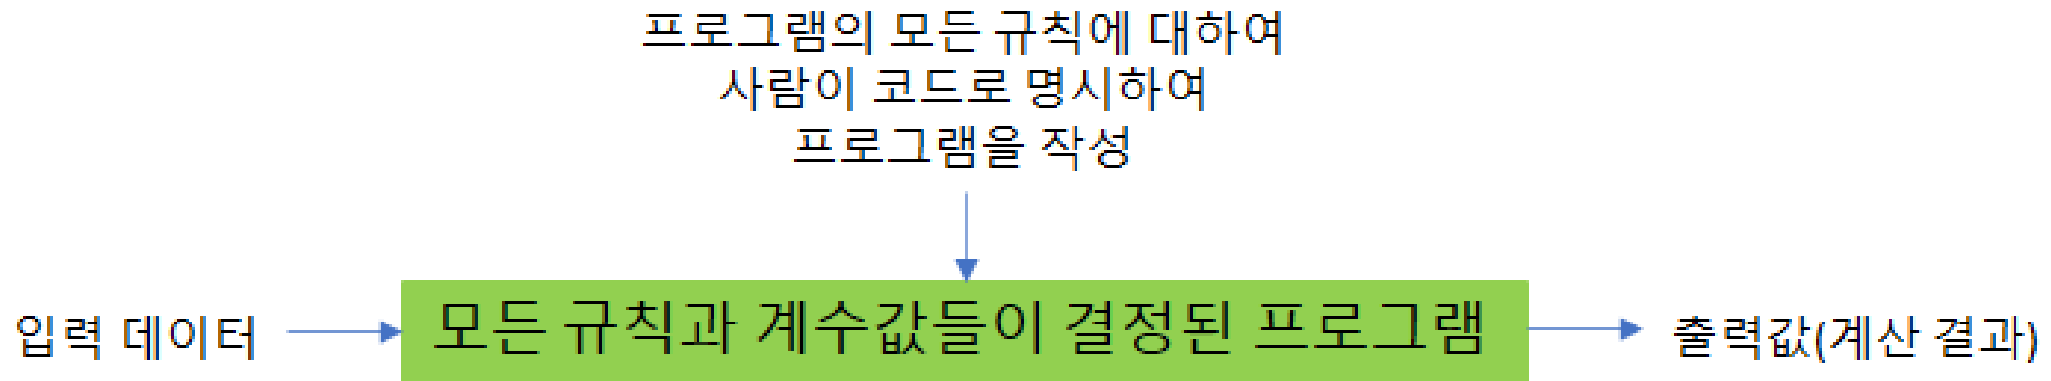 프로그램의 모든 규칙에 대하여
사람이 코드로 명시하여
프로그램을 작성
입력 데이터
모든 규칙과 계수값들이 결정된 프로그램
출력값(계산 결과)